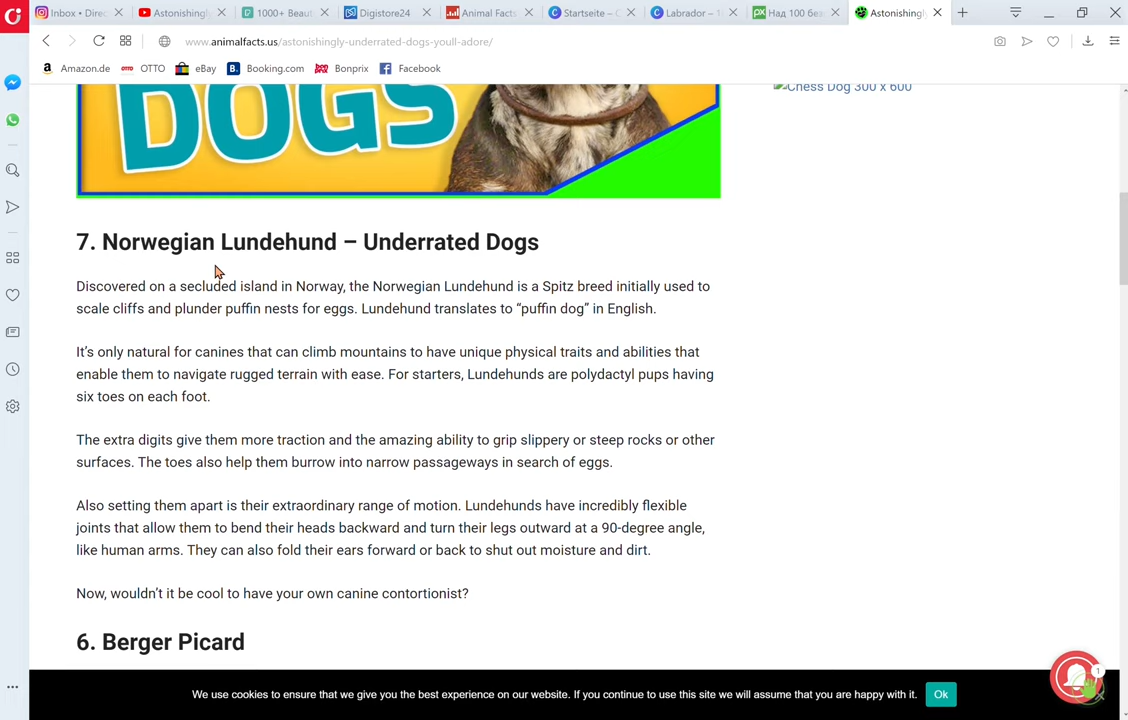 Inbox • Direc
Astonishing
1000+ Beaut
Digistore24
Animal Facts
Startseite – C
Labrador – 1
Над 100 без
Astonishing
www.animalfacts.us/astonishingly-underrated-dogs-youll-adore/
Amazon.de
OTTO
eBay
Booking.com
Bonprix
Facebook
DOGS
Chess Dog 300 x 600
7. Norwegian Lundehund – Underrated Dogs
Discovered on a secluded island in Norway, the Norwegian Lundehund is a Spitz breed initially used to
scale cliffs and plunder puffin nests for eggs. Lundehund translates to “puffin dog” in English.
It’s only natural for canines that can climb mountains to have unique physical traits and abilities that
enable them to navigate rugged terrain with ease. For starters, Lundehunds are polydactyl pups having
six toes on each foot.
The extra digits give them more traction and the amazing ability to grip slippery or steep rocks or other
surfaces. The toes also help them burrow into narrow passageways in search of eggs.
Also setting them apart is their extraordinary range of motion. Lundehunds have incredibly flexible
joints that allow them to bend their heads backward and turn their legs outward at a 90-degree angle,
like human arms. They can also fold their ears forward or back to shut out moisture and dirt.
Now, wouldn’t it be cool to have your own canine contortionist?
6. Berger Picard
We use cookies to ensure that we give you the best experience on our website. If you continue to use this site we will assume that you are happy with it.
Ok
1